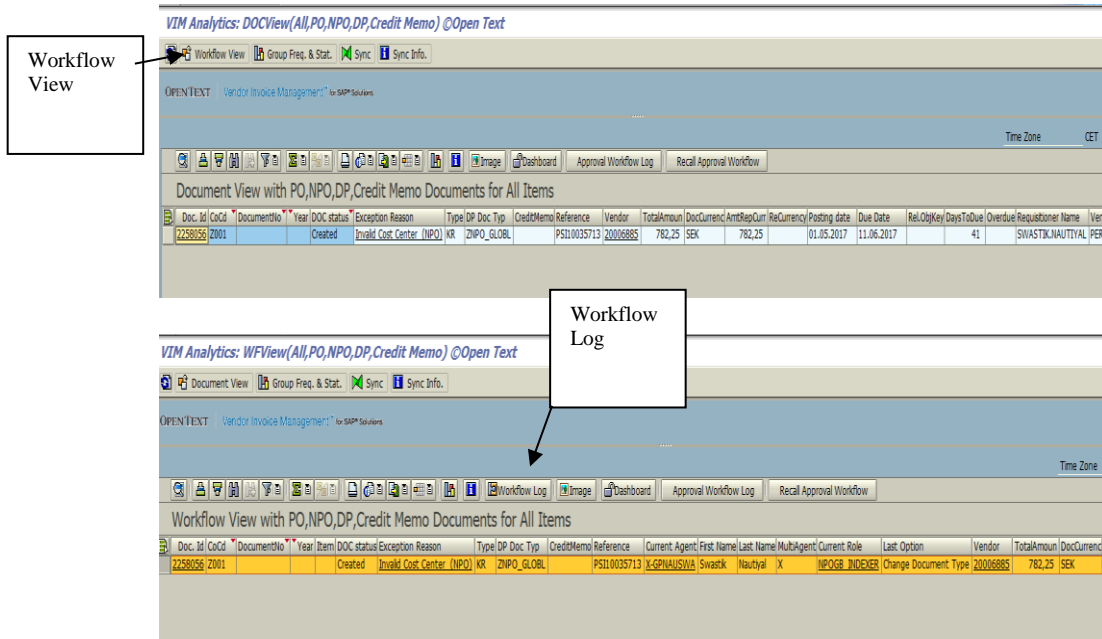 VIM Analytics: DOCView(All,PO,NPO,DP,Credit Memo) ©Open Text
Workflow
View
Workflow View Group Freq. & Stat. Sync Sync Info.
OPENTEXT Vendor Invoice Management™ for SAP® Solutions
Time Zone CET
Image Dashboard Approval Workflow Log Recall Approval Workflow
Document View with PO,NPO,DP,Credit Memo Documents for All Items
Doc. Id CoCd DocumentNo Year DOC status Exception Reason Type DP Doc Typ CreditMemo Reference Vendor TotalAmoun DocCurrenc AmtRepCurr ReCurrency Posting date Due Date Rel.ObjKey DaysToDue Overdue Requisitioner Name Ven
2258056 Z001 Created Invalid Cost Center (NPO) KR ZNPO_GLOBL PSI10035713 20006885 782,25 SEK 782,25 01.05.2017 11.06.2017 41 SWASTIK.NAUTIYAL PER
Workflow
Log
VIM Analytics: WFView(All,PO,NPO,DP,Credit Memo) ©Open Text
Document View Group Freq. & Stat. Sync Sync Info.
OPENTEXT Vendor Invoice Management™ for SAP® Solutions
Time Zone
Workflow Log Image Dashboard Approval Workflow Log Recall Approval Workflow
Workflow View with PO,NPO,DP,Credit Memo Documents for All Items
Doc. Id CoCd DocumentNo Year Item DOC status Exception Reason Type DP Doc Typ CreditMemo Reference Current Agent First Name Last Name MultiAgent Current Role Last Option Vendor TotalAmoun DocCurrenc
2258056 Z001 Created Invalid Cost Center (NPO) KR ZNPO_GLOBL PSI10035713 X-GPNAUSWA Swastik Nautiyal X NPOGB_INDEXER Change Document Type 20006885 782,25 SEK